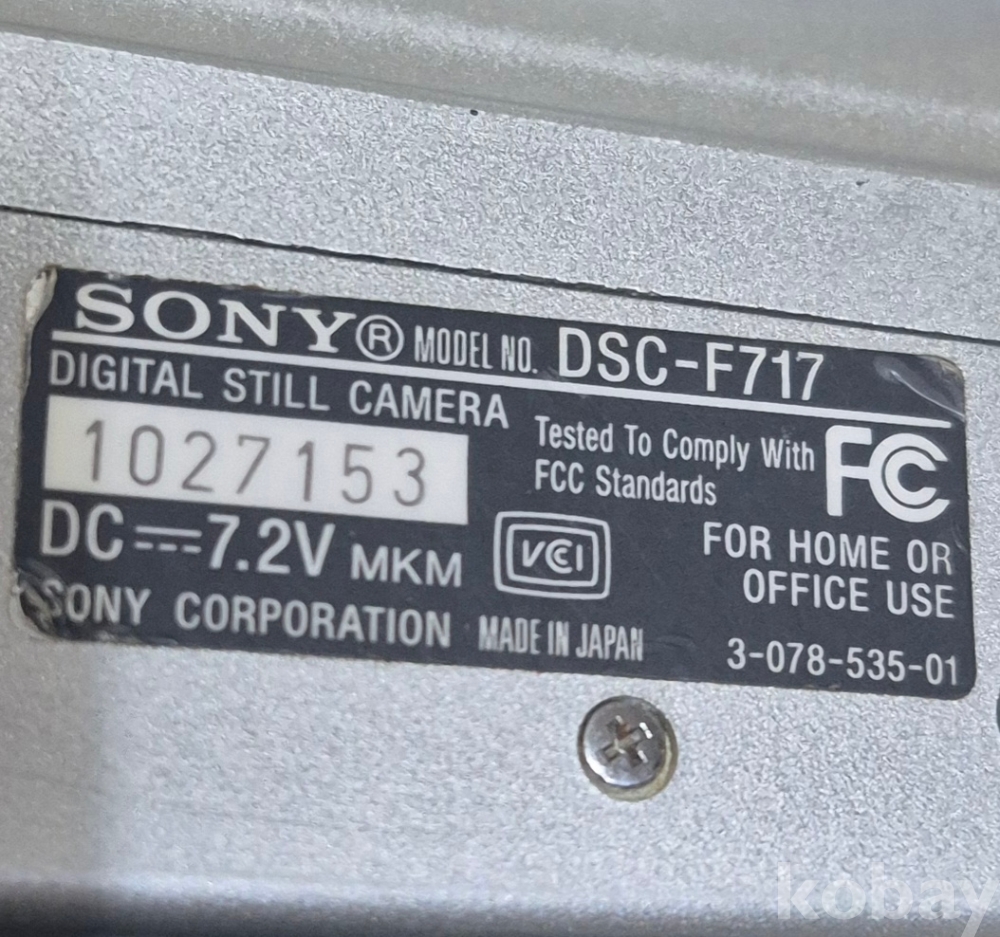 SONY® MODEL NO. DSC-F717
DIGITAL STILL CAMERA
1027153
Tested To Comply With
FCC Standards
FC
DC⎓7.2V MKM
VCI
FOR HOME OR
OFFICE USE
SONY CORPORATION MADE IN JAPAN
3-078-535-01
kobay